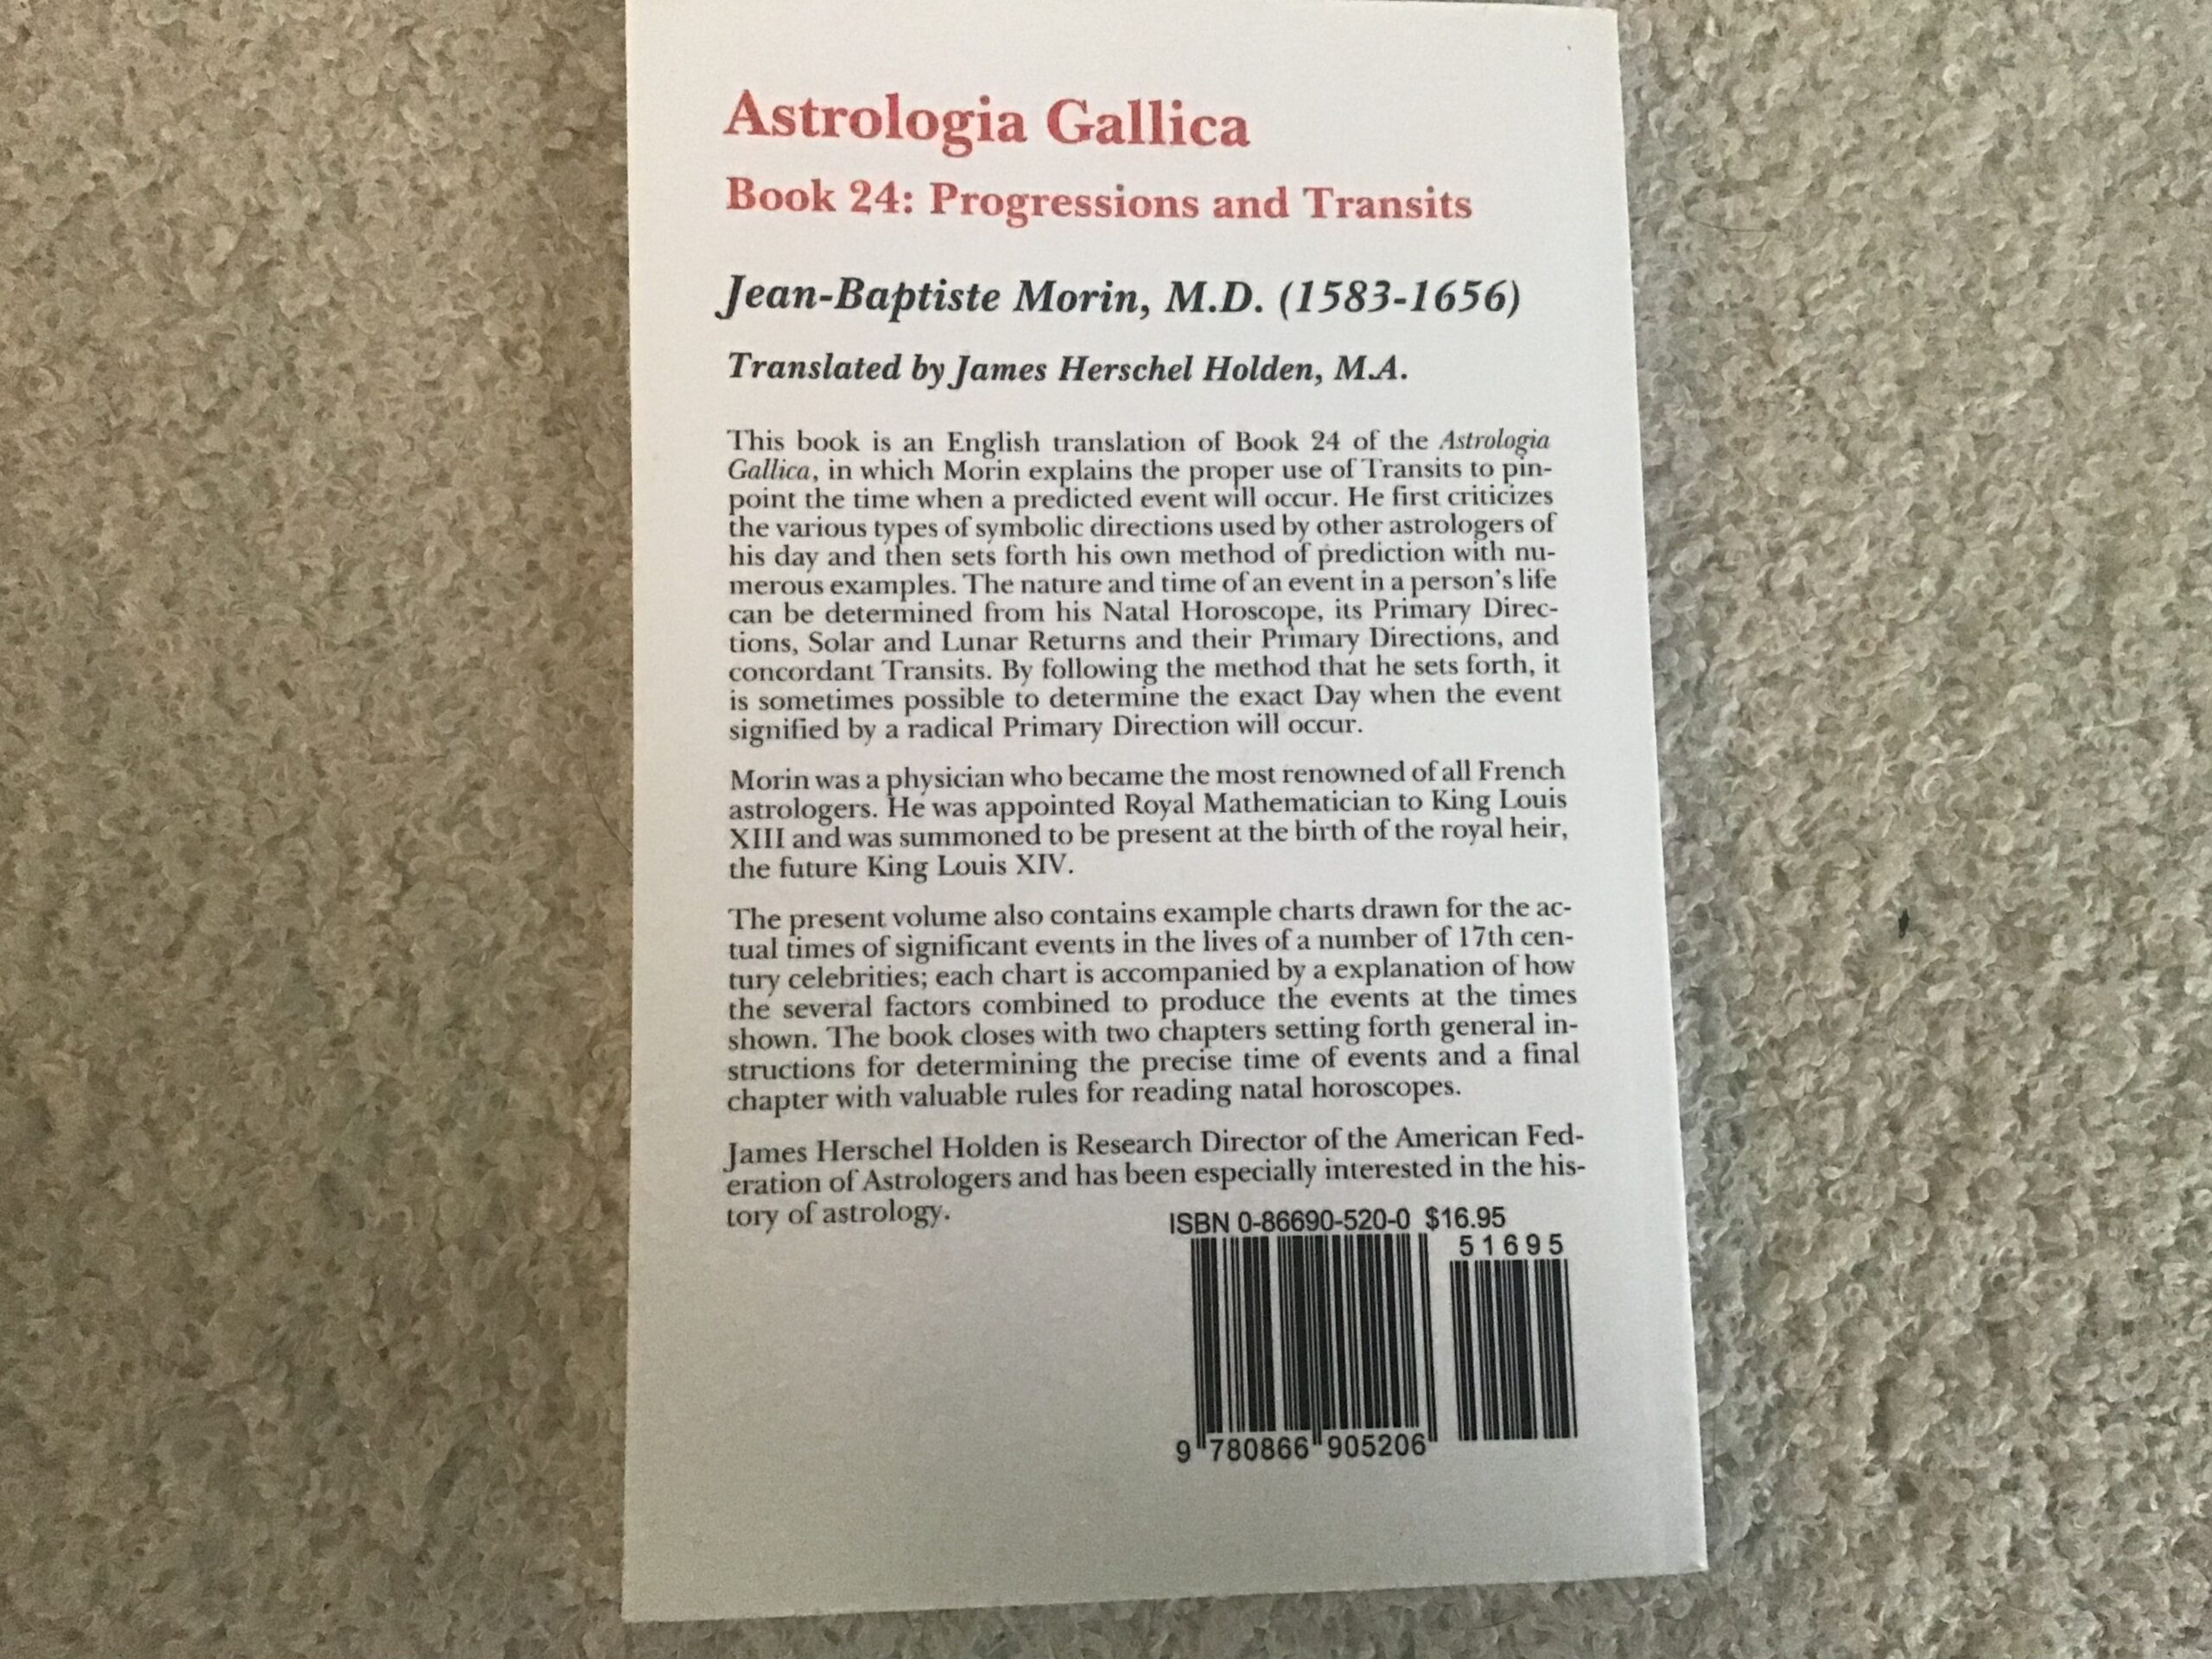 Astrologia Gallica
Book 24: Progressions and Transits
Jean-Baptiste Morin, M.D. (1583-1656)
Translated by James Herschel Holden, M.A.
This book is an English translation of Book 24 of the Astrologia
Gallica, in which Morin explains the proper use of Transits to pin-
point the time when a predicted event will occur. He first criticizes
the various types of symbolic directions used by other astrologers of
his day and then sets forth his own method of prediction with nu-
merous examples. The nature and time of an event in a person's life
can be determined from his Natal Horoscope, its Primary Direc-
tions, Solar and Lunar Returns and their Primary Directions, and
concordant Transits. By following the method that he sets forth, it
is sometimes possible to determine the exact Day when the event
signified by a radical Primary Direction will occur.
Morin was a physician who became the most renowned of all French
astrologers. He was appointed Royal Mathematician to King Louis
XIII and was summoned to be present at the birth of the royal heir,
the future King Louis XIV.
The present volume also contains example charts drawn for the ac-
tual times of significant events in the lives of a number of 17th cen-
tury celebrities; each chart is accompanied by a explanation of how
the several factors combined to produce the events at the times
shown. The book closes with two chapters setting forth general in-
structions for determining the precise time of events and a final
chapter with valuable rules for reading natal horoscopes.
James Herschel Holden is Research Director of the American Fed-
eration of Astrologers and has been especially interested in the his-
tory of astrology.
ISBN 0-86690-520-0 $16.95
51695
9 780866 905206